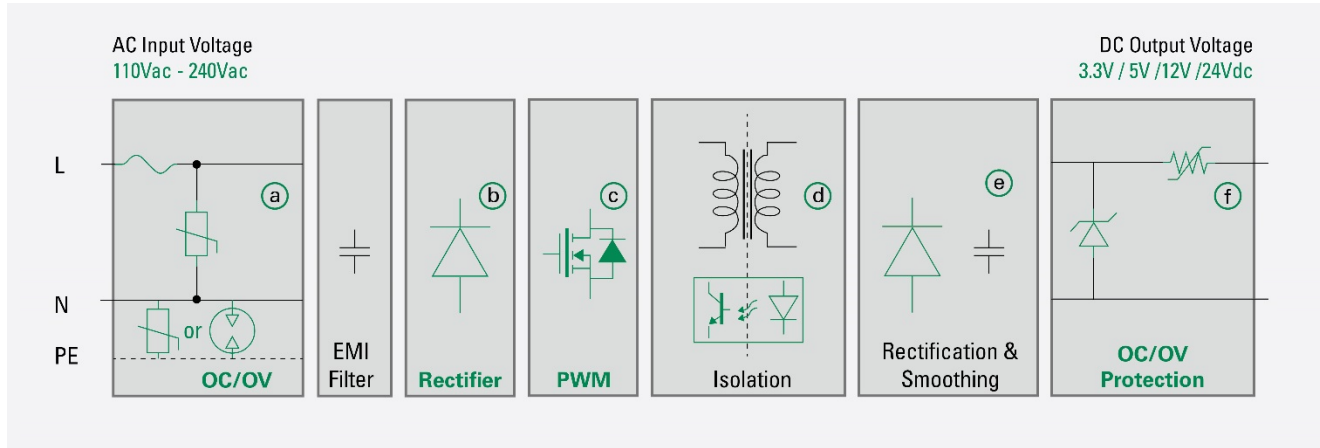 AC Input Voltage
110Vac - 240Vac
DC Output Voltage
3.3V / 5V /12V /24Vdc
L
N
PE
a
or
OC/OV
EMI
Filter
b
Rectifier
c
PWM
d
Isolation
e
Rectification &
Smoothing
f
OC/OV
Protection